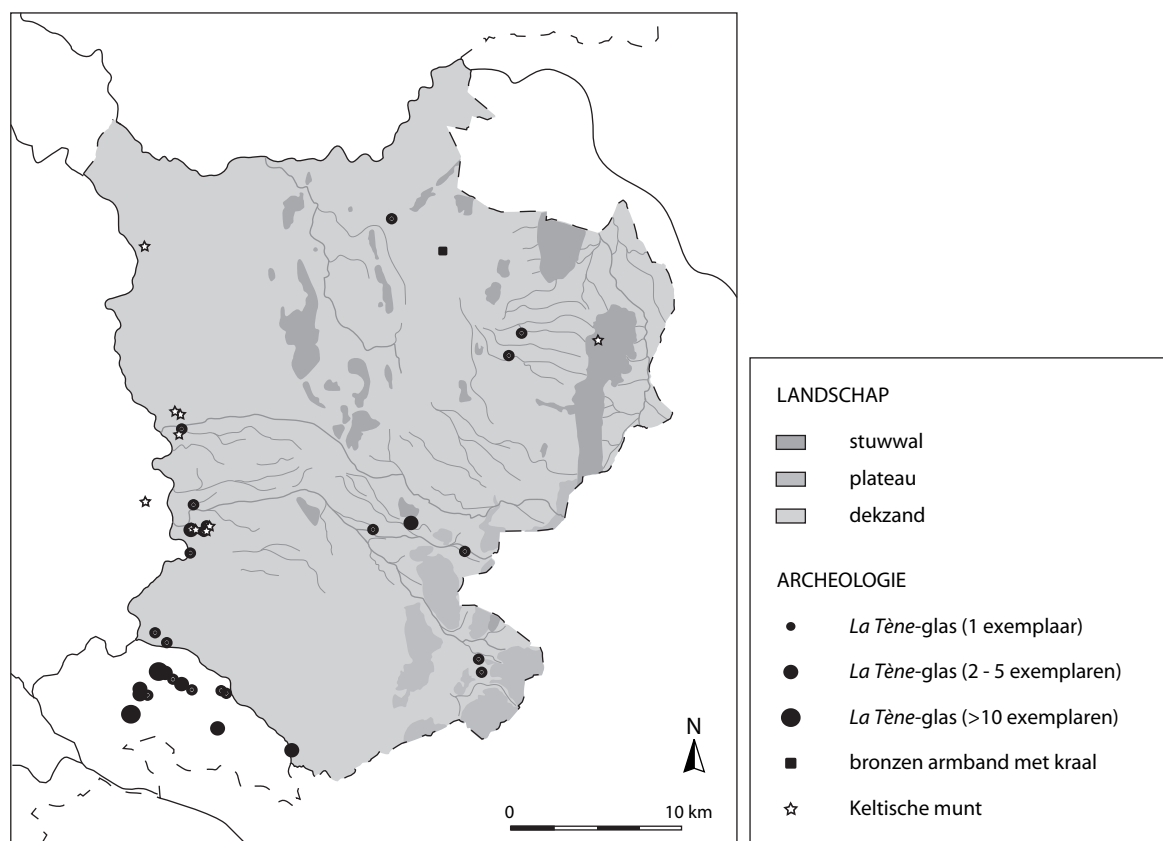 N
0 10 km
LANDSCHAP
stuwwal
plateau
dekzand
ARCHEOLOGIE
La Tène-glas (1 exemplaar)
La Tène-glas (2 - 5 exemplaren)
La Tène-glas (>10 exemplaren)
bronzen armband met kraal
Keltische munt